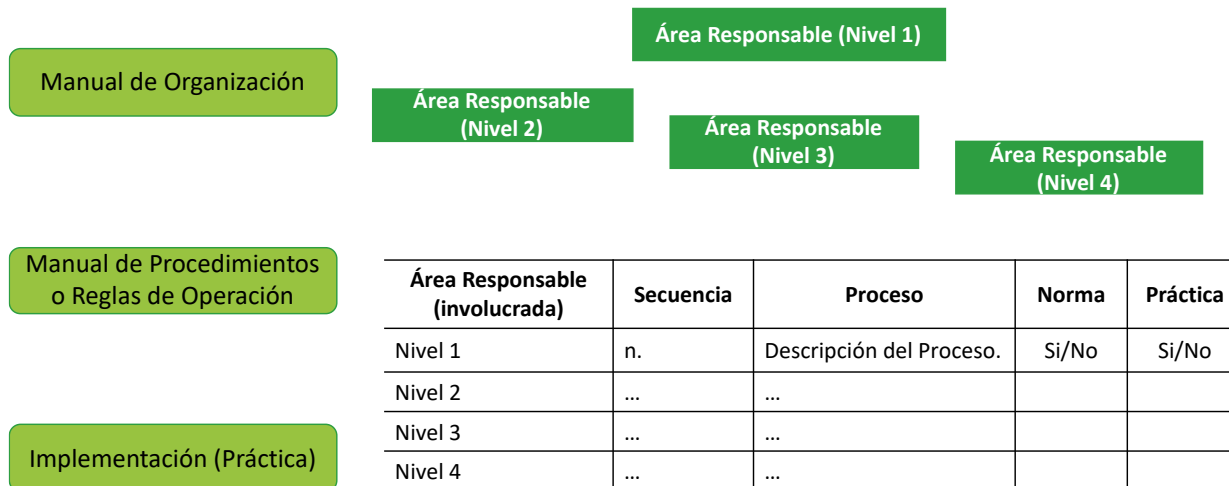 Área Responsable (Nivel 1)
Manual de Organización
Área Responsable
(Nivel 2)
Área Responsable
(Nivel 3)
Área Responsable
(Nivel 4)
Manual de Procedimientos
o Reglas de Operación
Área Responsable
(involucrada)
Secuencia
Proceso
Norma
Práctica
Nivel 1
n.
Descripción del Proceso.
Si/No
Si/No
Nivel 2
...
...
Nivel 3
...
...
Implementación (Práctica)
Nivel 4
...
...